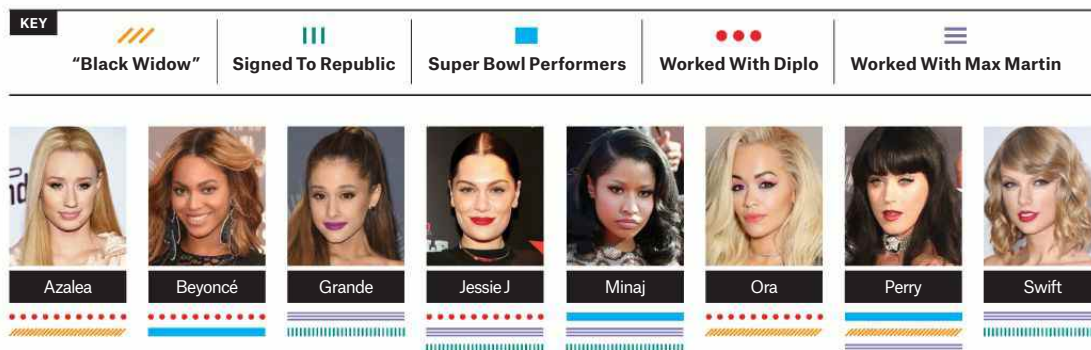 KEY
“Black Widow”
Signed To Republic
Super Bowl Performers
Worked With Diplo
Worked With Max Martin
Azalea
Beyoncé
Grande
Jessie J
Minaj
Ora
Perry
Swift